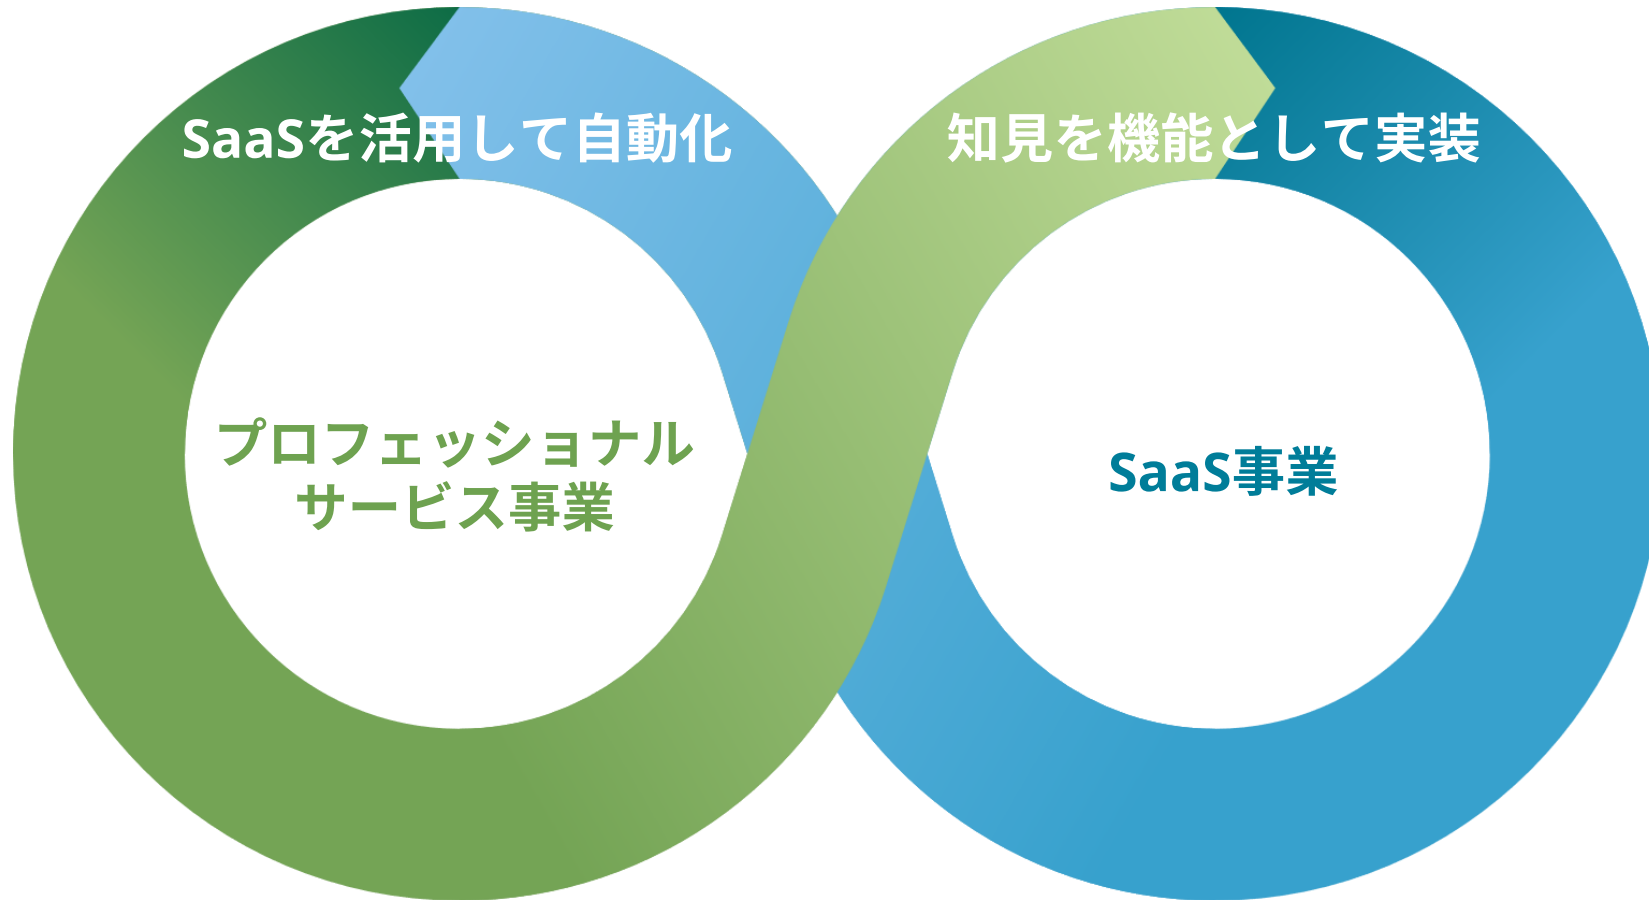 SaaSを活用して自動化
知見を機能として実装
プロフェッショナル
サービス事業
SaaS事業